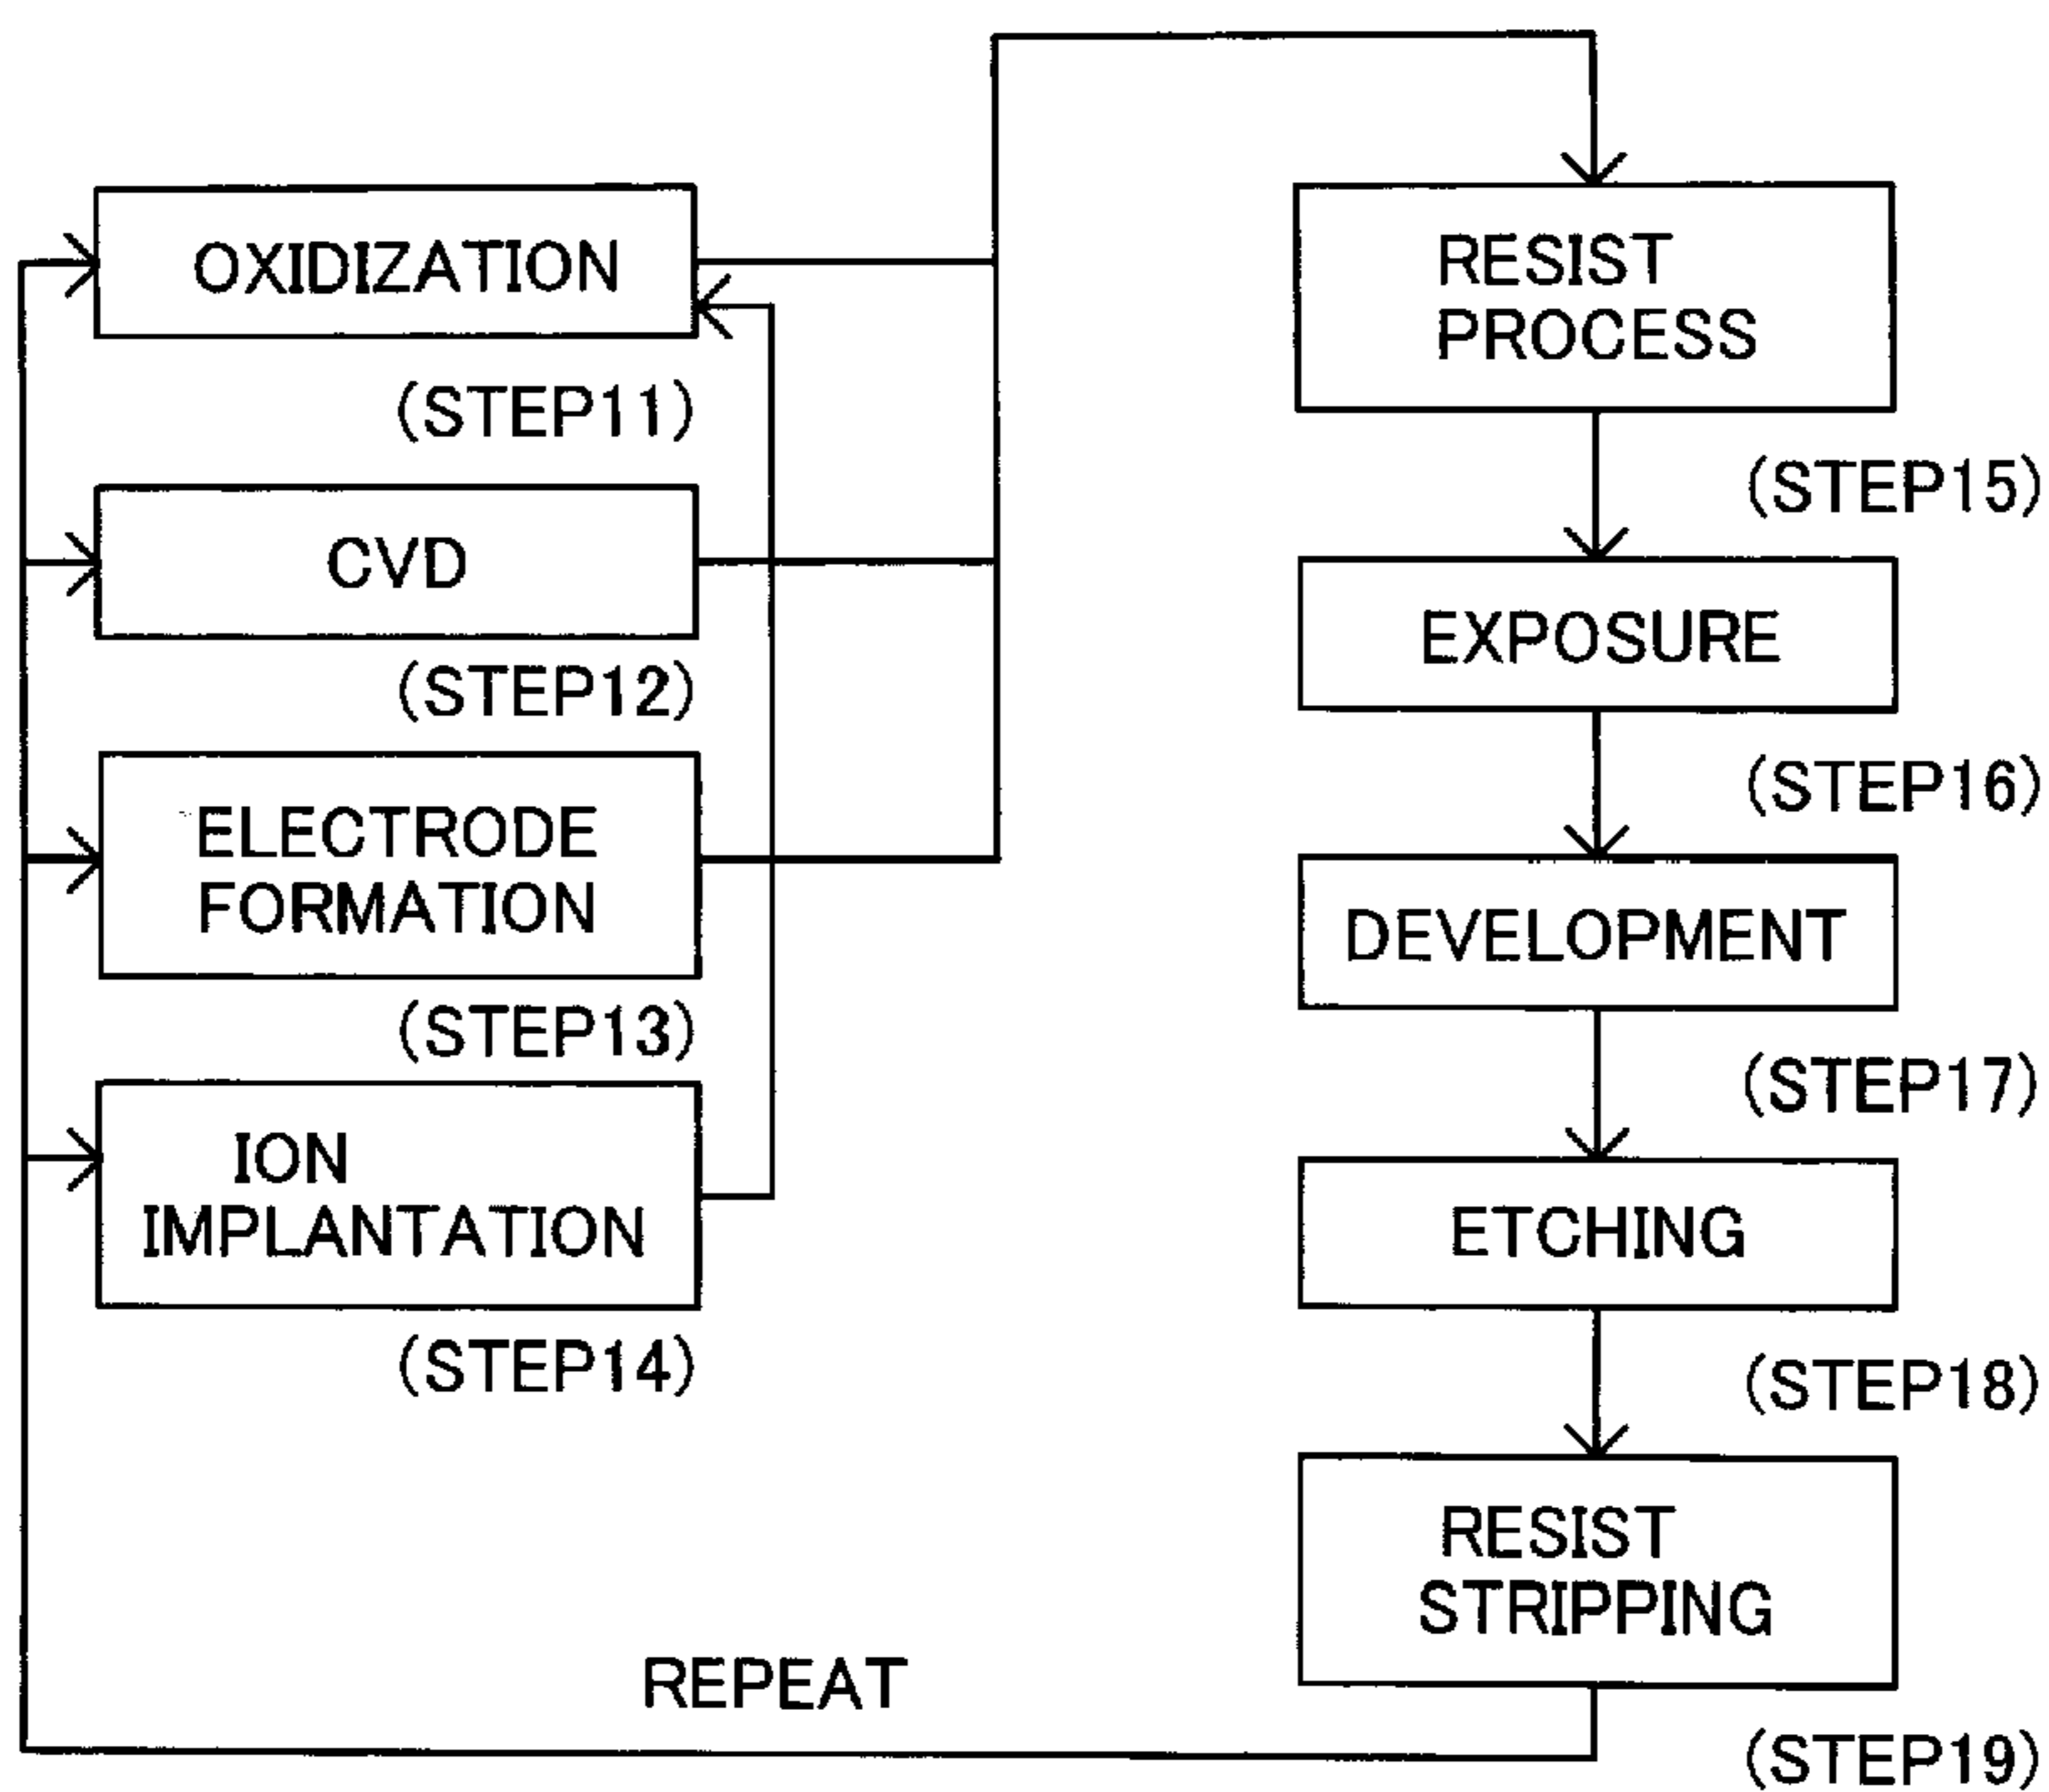 OXIDIZATION
(STEP11)
CVD
(STEP12)
ELECTRODE
FORMATION
(STEP13)
ION
IMPLANTATION
(STEP14)
RESIST
PROCESS
(STEP15)
EXPOSURE
(STEP16)
DEVELOPMENT
(STEP17)
ETCHING
(STEP18)
RESIST
STRIPPING
(STEP19)
REPEAT